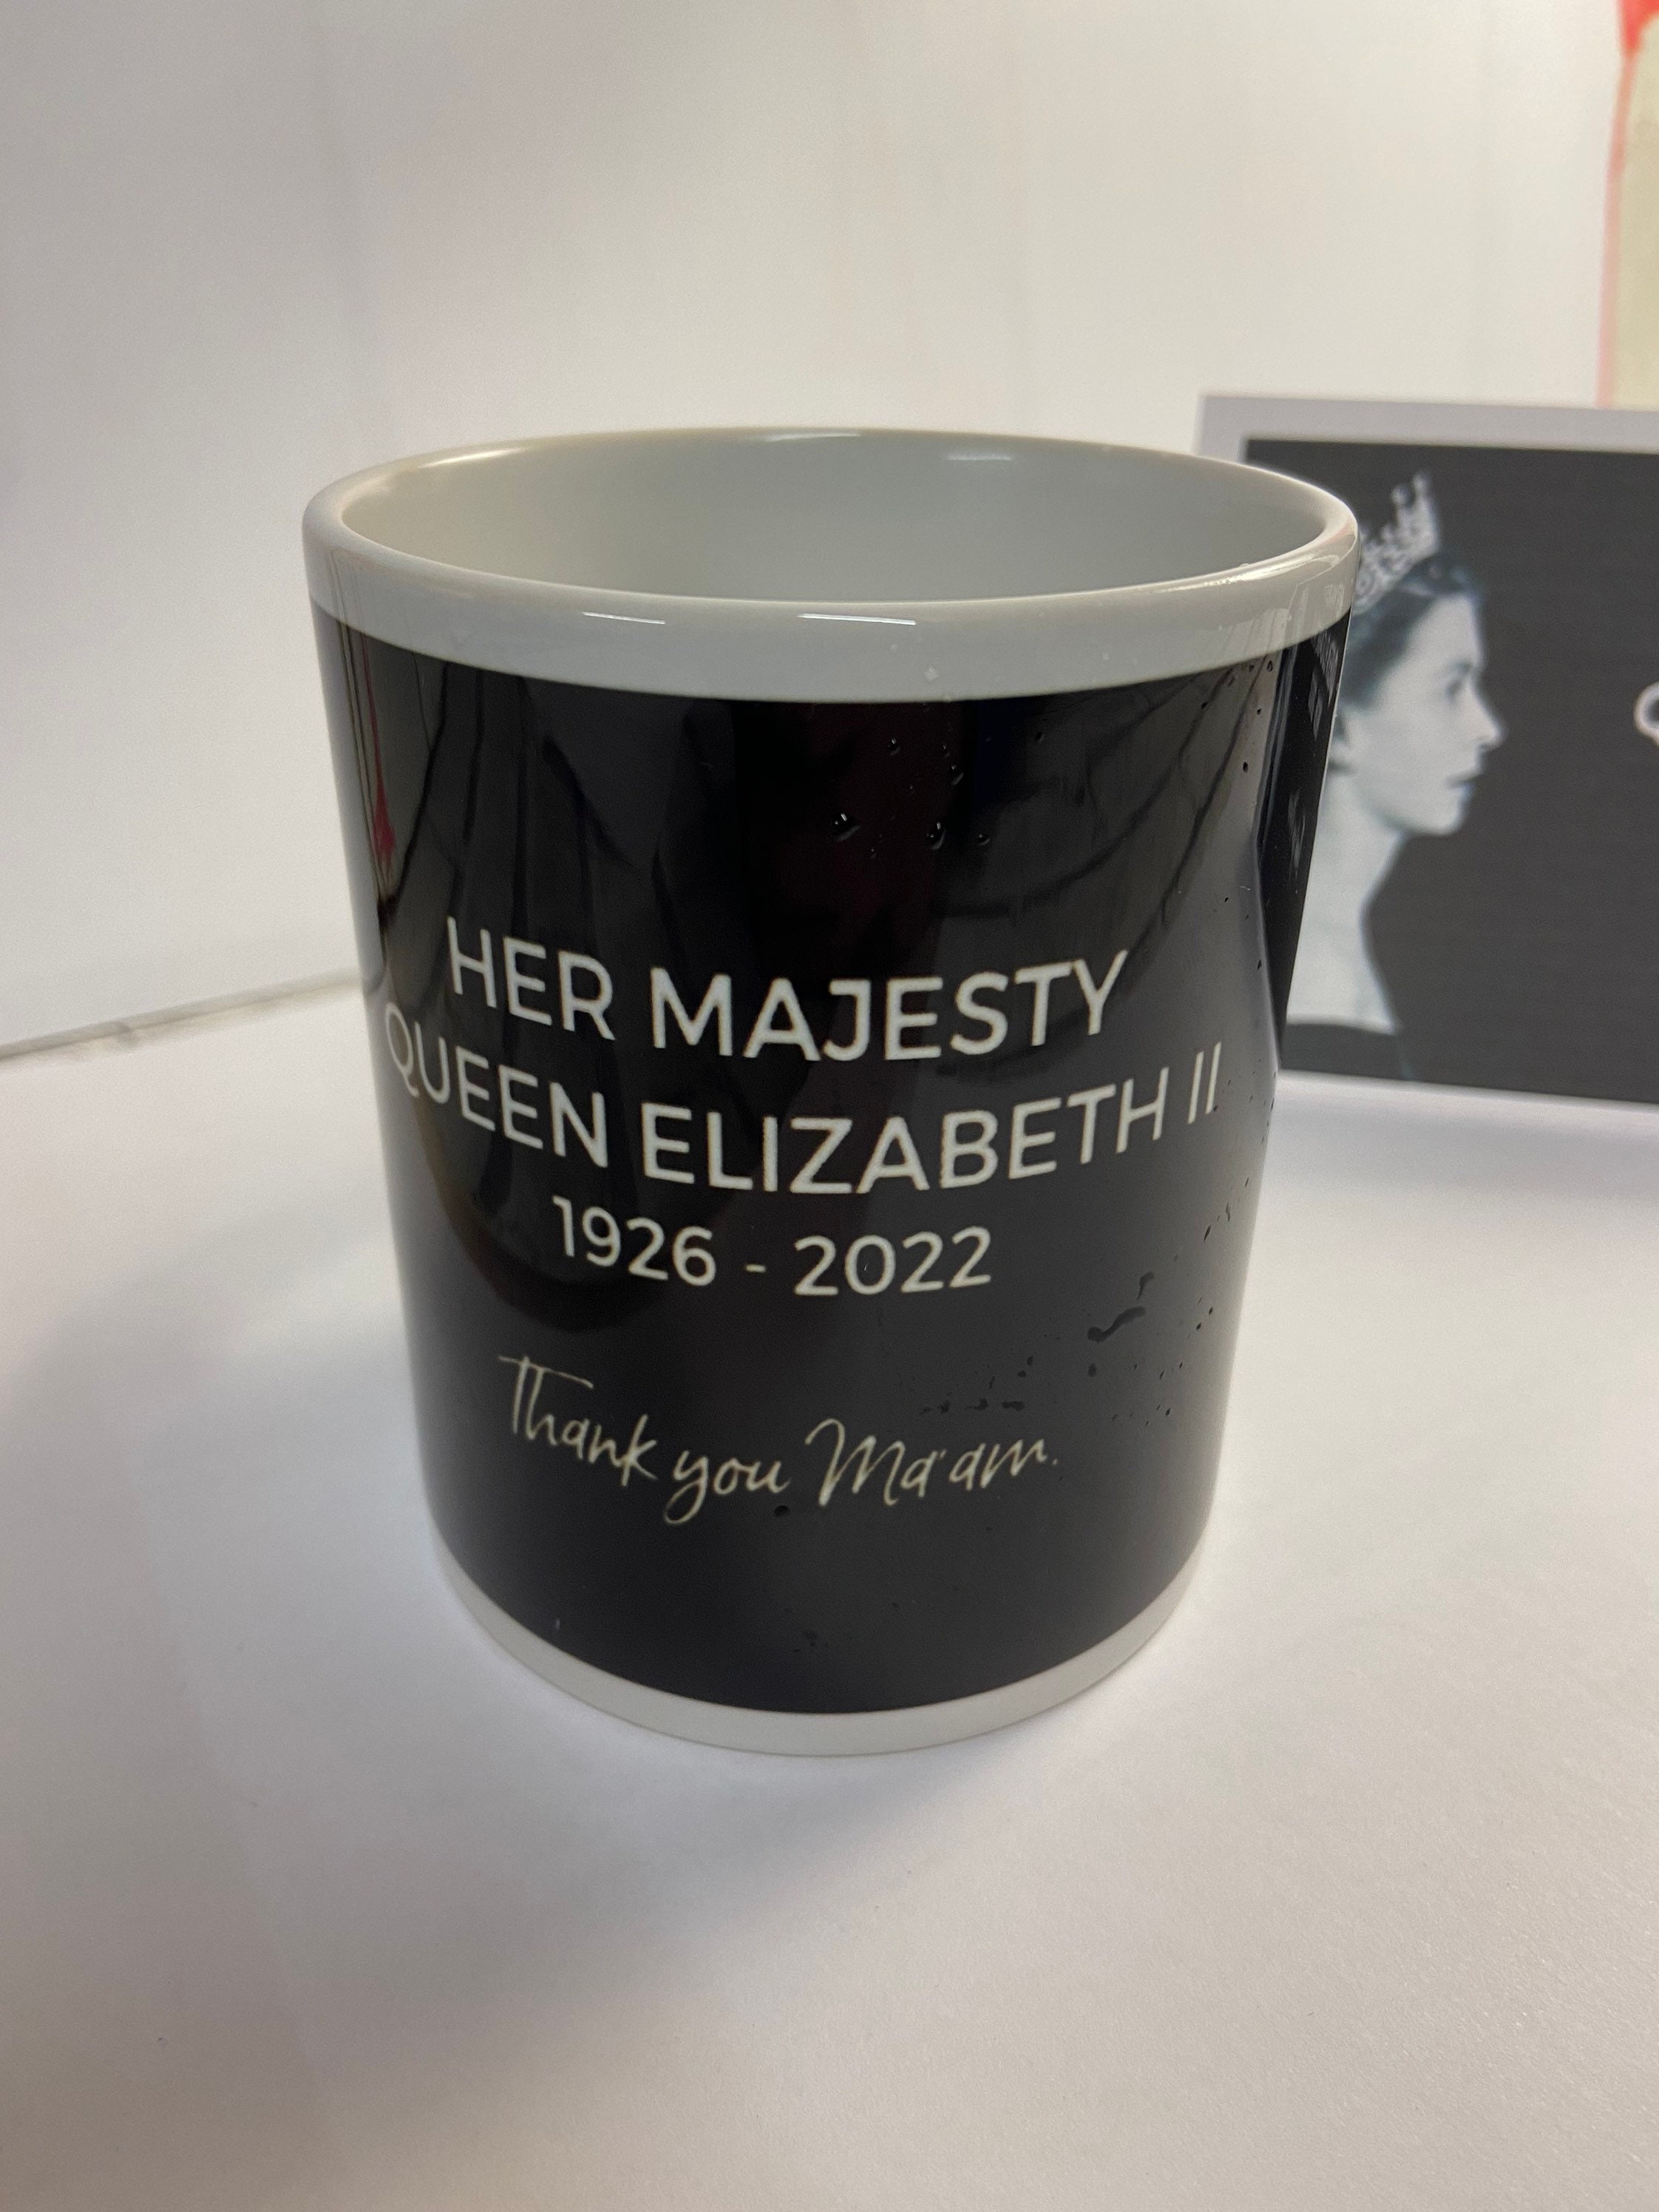 HER MAJESTY
QUEEN ELIZABETH II
1926 - 2022
Thank you Ma'am.